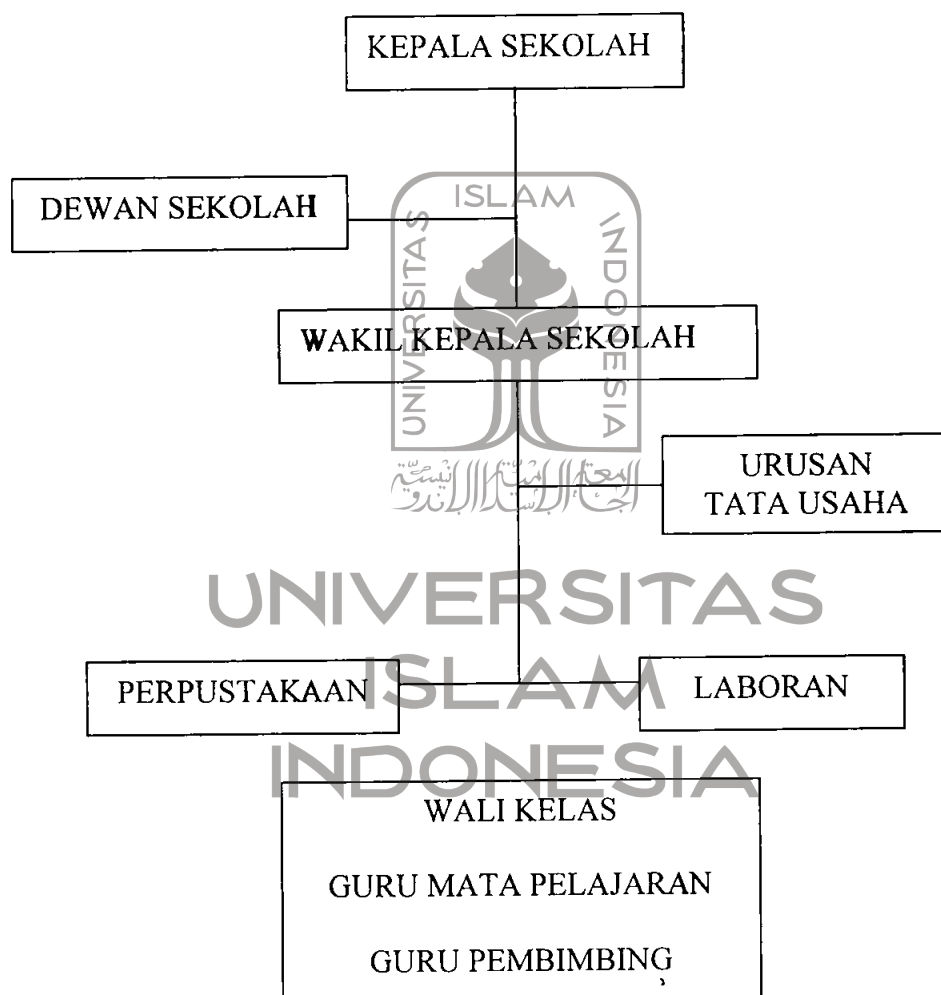 KEPALA SEKOLAH
DEWAN SEKOLAH
ISLAM
UNIVERSITAS
INDONESIA
WAKIL KEPALA SEKOLAH
URUSAN
TATA USAHA
UNIVERSITAS
ISLAM
INDONESIA
PERPUSTAKAAN
LABORAN
WALI KELAS
GURU MATA PELAJARAN
GURU PEMBIMBING